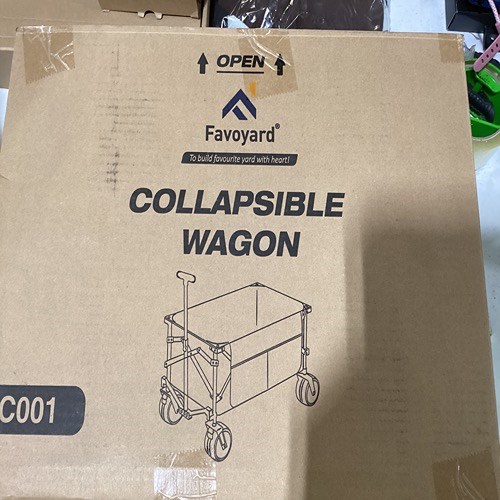 OPEN
Favoyard®
To build favourite yard with heart!
COLLAPSIBLE
WAGON
C001